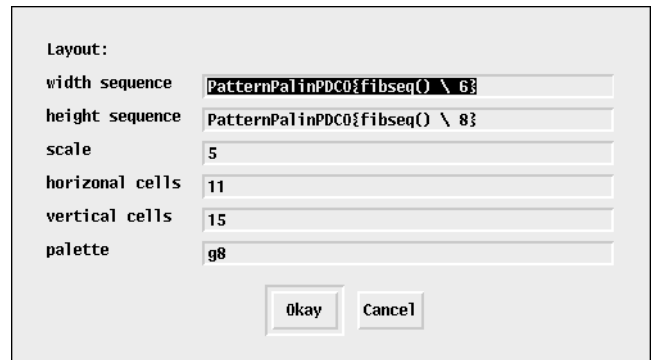 Layout:
width sequence PatternPalinPDCO{fibseq() \ 6}
height sequence PatternPalinPDCO{fibseq() \ 8}
scale 5
horizonal cells 11
vertical cells 15
palette g8
Okay Cancel